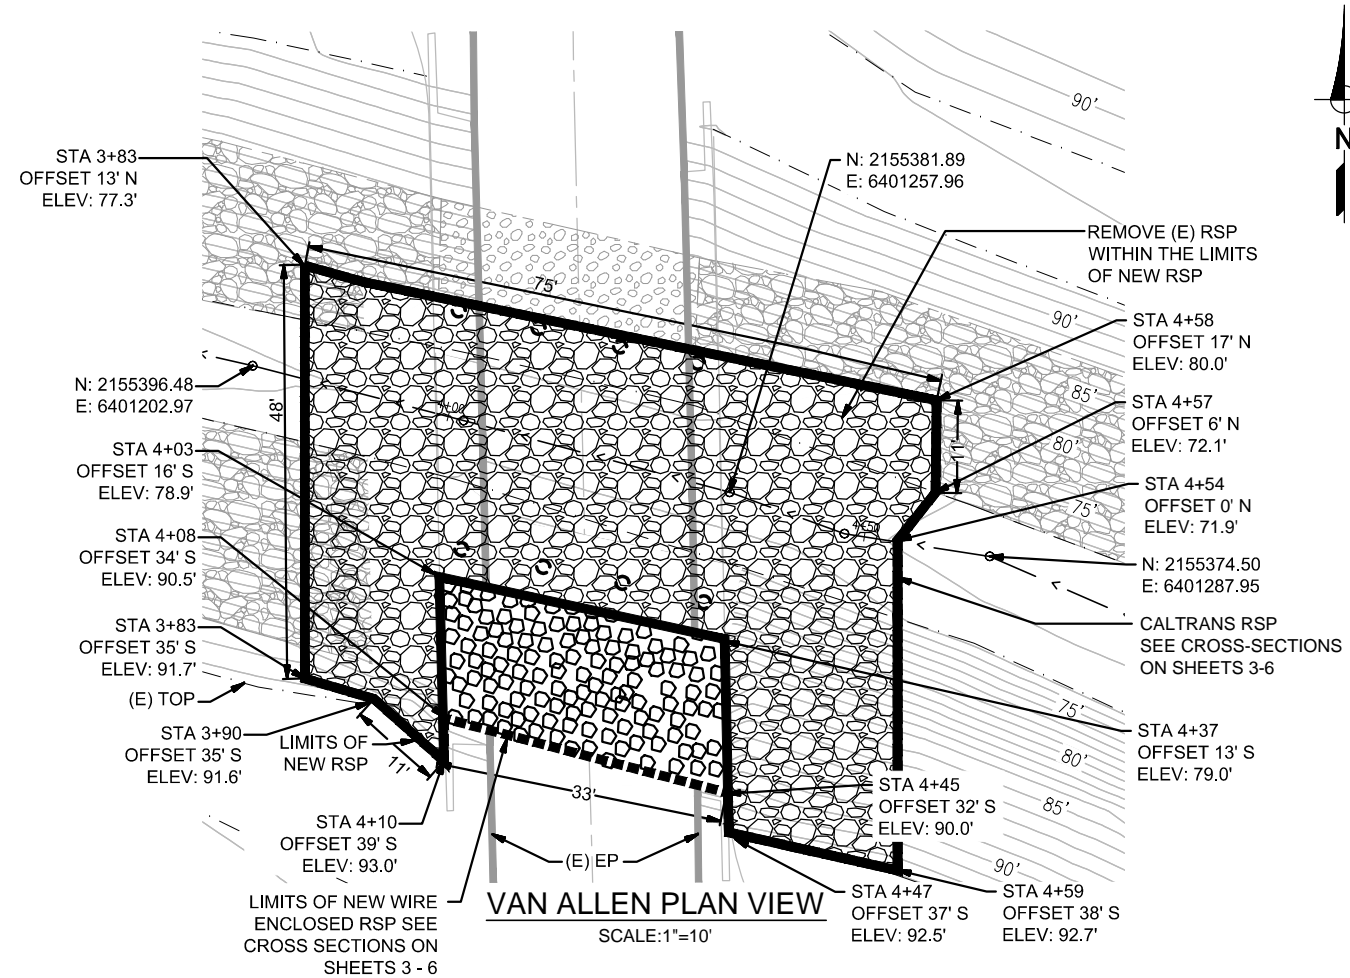 STA 3+83
OFFSET 13' N
ELEV: 77.3'
N: 2155396.48
E: 6401202.97
STA 4+03
OFFSET 16' S
ELEV: 78.9'
STA 4+08
OFFSET 34' S
ELEV: 90.5'
STA 3+83
OFFSET 35' S
ELEV: 91.7'
(E) TOP
STA 3+90
OFFSET 35' S
ELEV: 91.6'
LIMITS OF
NEW RSP
11'
STA 4+10
OFFSET 39' S
ELEV: 93.0'
LIMITS OF NEW WIRE
ENCLOSED RSP SEE
CROSS SECTIONS ON
SHEETS 3 - 6
48'
75'
4+00
4+50
33'
(E) EP
N: 2155381.89
E: 6401257.96
90'
N
REMOVE (E) RSP
WITHIN THE LIMITS
OF NEW RSP
90'
STA 4+58
OFFSET 17' N
ELEV: 80.0'
85'
STA 4+57
OFFSET 6' N
ELEV: 72.1'
11'
80'
STA 4+54
OFFSET 0' N
ELEV: 71.9'
75'
N: 2155374.50
E: 6401287.95
CALTRANS RSP
SEE CROSS-SECTIONS
ON SHEETS 3-6
75'
STA 4+37
OFFSET 13' S
ELEV: 79.0'
80'
85'
90'
STA 4+45
OFFSET 32' S
ELEV: 90.0'
STA 4+47
OFFSET 37' S
ELEV: 92.5'
STA 4+59
OFFSET 38' S
ELEV: 92.7'
VAN ALLEN PLAN VIEW
SCALE:1"=10'